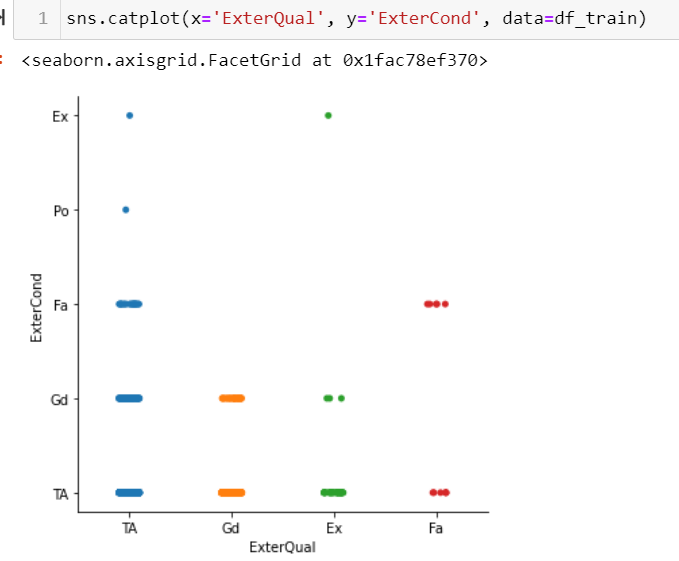 1 sns.catplot(x='ExterQual', y='ExterCond', data=df_train)
<seaborn.axisgrid.FacetGrid at 0x1fac78ef370>
Ex
Po
Fa
Gd
TA
ExterCond
TA Gd Ex Fa
ExterQual